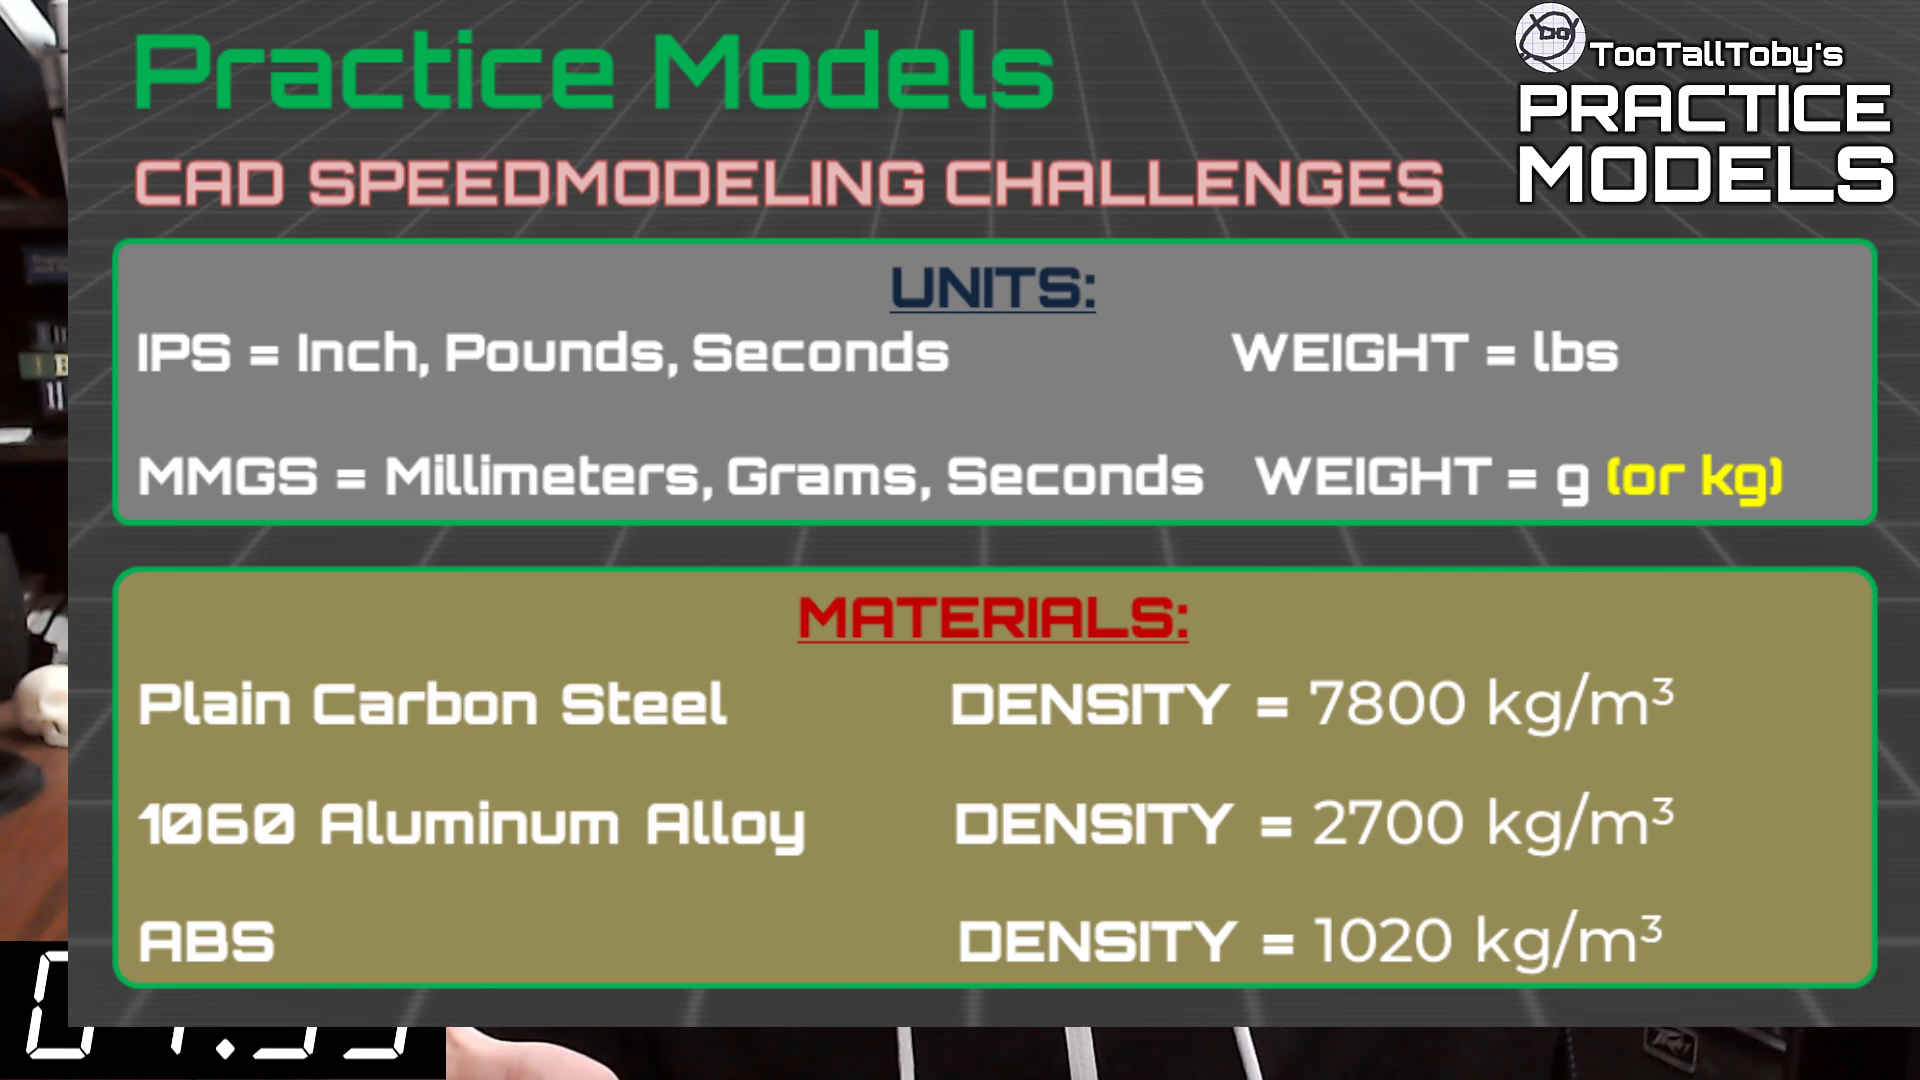 Practice Models
TooTallToby's
PRACTICE
MODELS
CAD SPEEDMODELING CHALLENGES
UNITS:
IPS = Inch, Pounds, Seconds WEIGHT = lbs
MMGS = Millimeters, Grams, Seconds WEIGHT = g (or kg)
MATERIALS:
Plain Carbon Steel DENSITY = 7800 kg/m³
1060 Aluminum Alloy DENSITY = 2700 kg/m³
ABS DENSITY = 1020 kg/m³